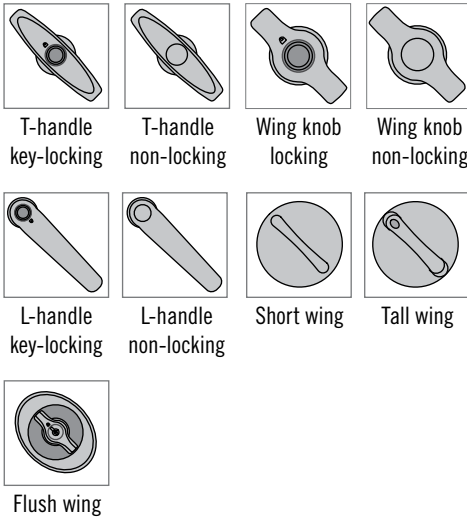 T-handle
key-locking
T-handle
non-locking
Wing knob
locking
Wing knob
non-locking
L-handle
key-locking
L-handle
non-locking
Short wing
Tall wing
Flush wing